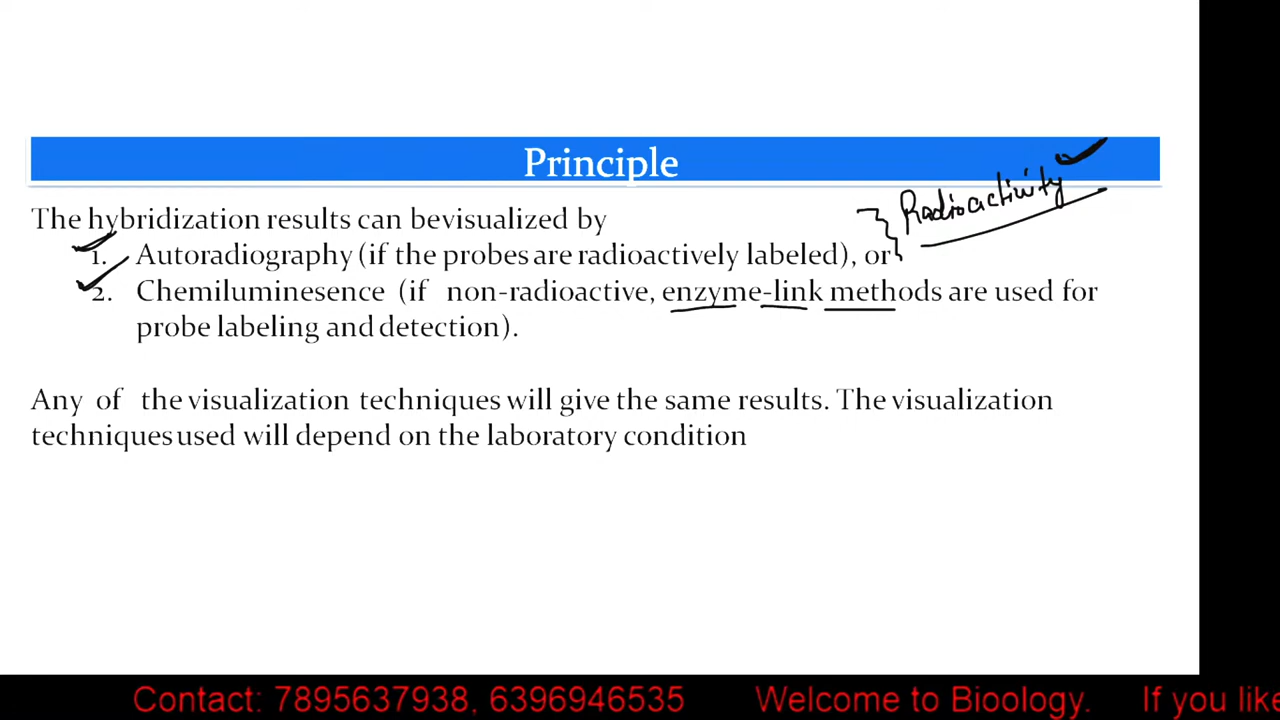 Principle
Radioactivity
The hybridization results can bevisualized by
1. Autoradiography (if the probes are radioactively labeled), or
2. Chemiluminesence (if non-radioactive, enzyme-link methods are used for
probe labeling and detection).
Any of the visualization techniques will give the same results. The visualization
techniques used will depend on the laboratory condition
Contact: 7895637938, 6396946535 Welcome to Bioology. If you like